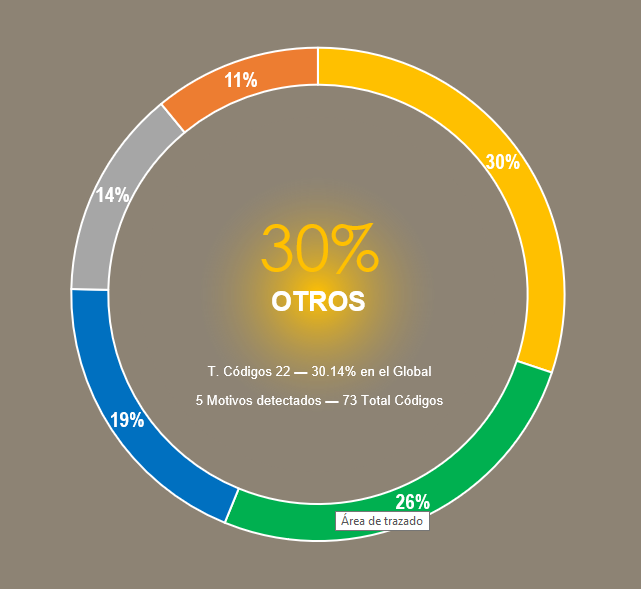 11%
30%
14%
30%
OTROS
T. Códigos 22 — 30.14% en el Global
5 Motivos detectados — 73 Total Códigos
19%
26%
Área de trazado